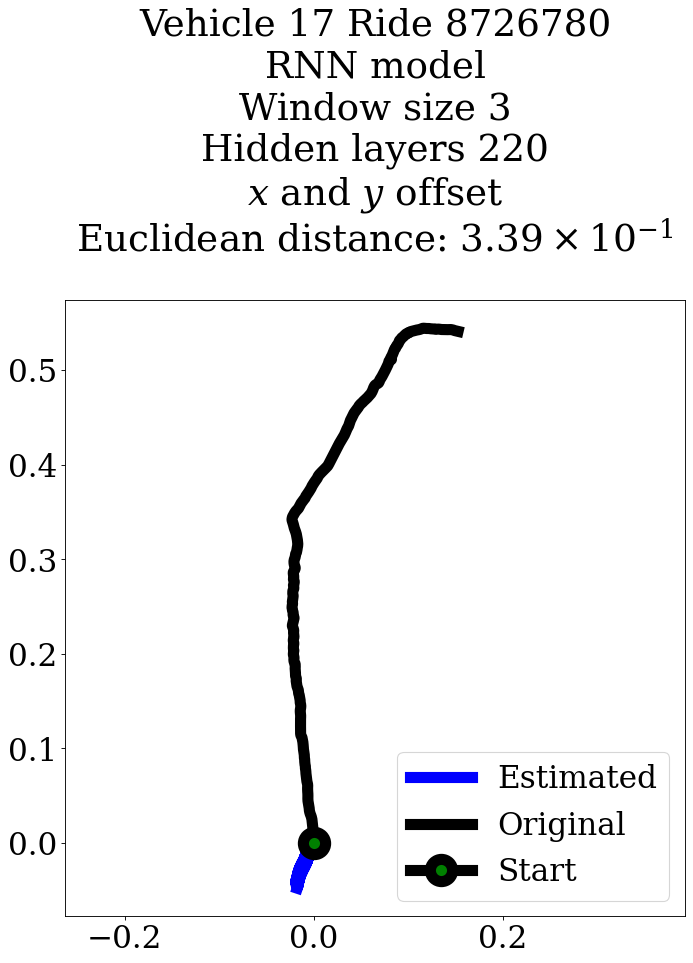 Vehicle 17 Ride 8726780
RNN model
Window size 3
Hidden layers 220
x and y offset
Euclidean distance: 3.39 × 10⁻¹
0.5
0.4
0.3
0.2
0.1
0.0
Estimated
Original
Start
−0.2 0.0 0.2